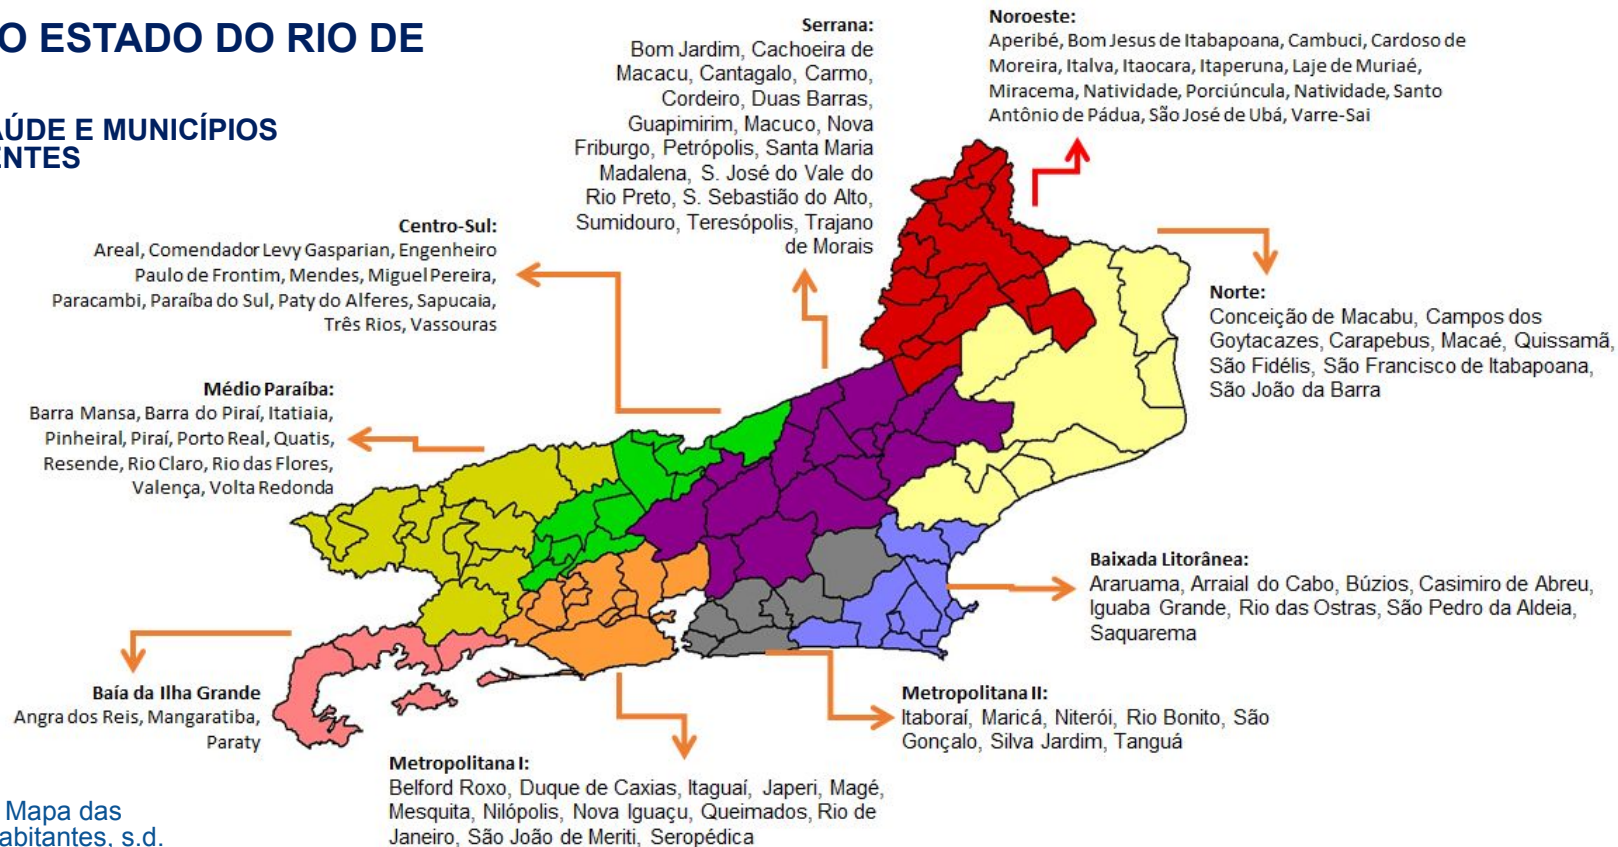 O ESTADO DO RIO DE
AÚDE E MUNICÍPIOS
ENTES
Serrana:
Bom Jardim, Cachoeira de
Macacu, Cantagalo, Carmo,
Cordeiro, Duas Barras,
Guapimirim, Macuco, Nova
Friburgo, Petrópolis, Santa Maria
Madalena, S. José do Vale do
Rio Preto, S. Sebastião do Alto,
Sumidouro, Teresópolis, Trajano
de Morais
Noroeste:
Aperibé, Bom Jesus de Itabapoana, Cambuci, Cardoso de
Moreira, Italva, Itaocara, Itaperuna, Laje de Muriaé,
Miracema, Natividade, Porciúncula, Natividade, Santo
Antônio de Pádua, São José de Ubá, Varre-Sai
Centro-Sul:
Areal, Comendador Levy Gasparian, Engenheiro
Paulo de Frontim, Mendes, Miguel Pereira,
Paracambi, Paraíba do Sul, Paty do Alferes, Sapucaia,
Três Rios, Vassouras
Norte:
Conceição de Macabu, Campos dos
Goytacazes, Carapebus, Macaé, Quissamã,
São Fidélis, São Francisco de Itabapoana,
São João da Barra
Médio Paraíba:
Barra Mansa, Barra do Piraí, Itatiaia,
Pinheiral, Piraí, Porto Real, Quatis,
Resende, Rio Claro, Rio das Flores,
Valença, Volta Redonda
Baixada Litorânea:
Araruama, Arraial do Cabo, Búzios, Casimiro de Abreu,
Iguaba Grande, Rio das Ostras, São Pedro da Aldeia,
Saquarema
Baía da Ilha Grande
Angra dos Reis, Mangaratiba,
Paraty
Metropolitana II:
Itaboraí, Maricá, Niterói, Rio Bonito, São
Gonçalo, Silva Jardim, Tanguá
Metropolitana I:
Belford Roxo, Duque de Caxias, Itaguaí, Japeri, Magé,
Mesquita, Nilópolis, Nova Iguaçu, Queimados, Rio de
Janeiro, São João de Meriti, Seropédica
Mapa das
abitantes, s.d.